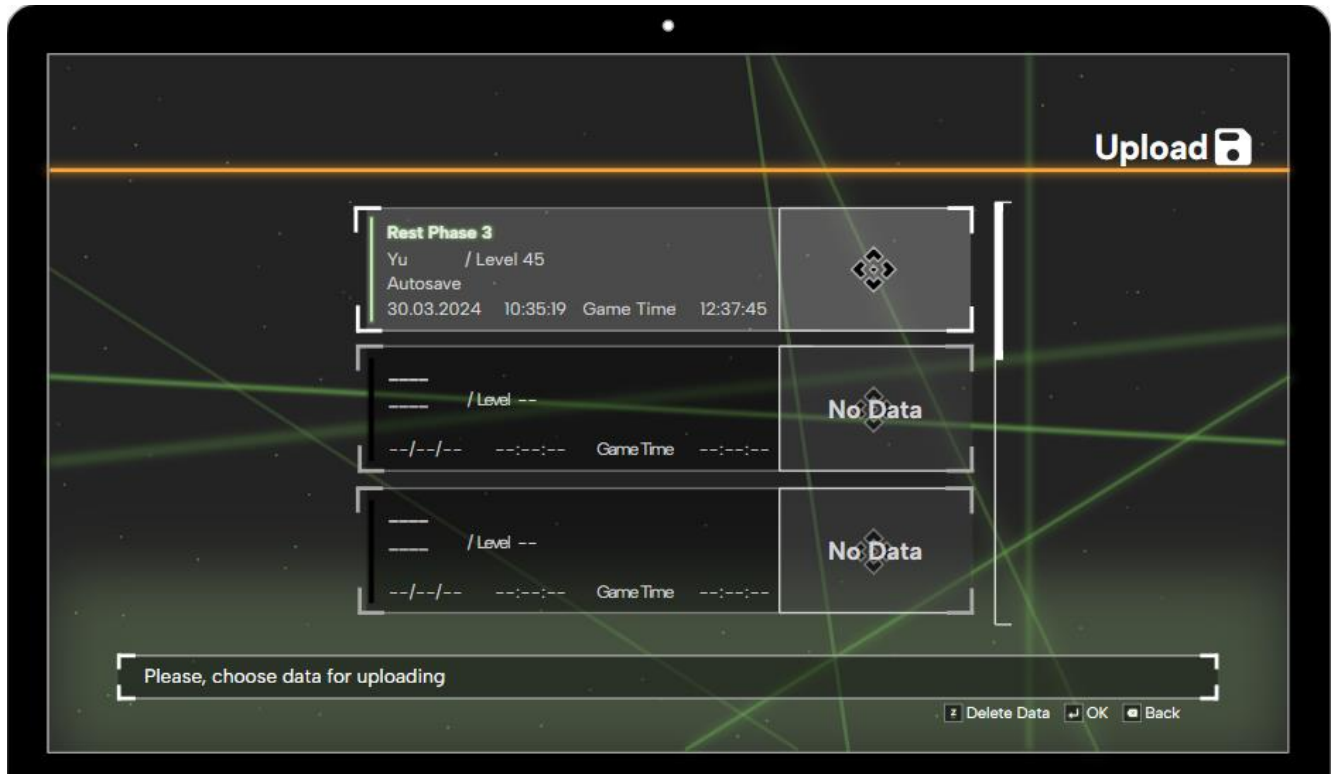 Upload
Rest Phase 3
Yu / Level 45
Autosave
30.03.2024 10:35:19 Game Time 12:37:45
----
---- / Level --
No Data
--/--/-- --:--:-- Game Time --:--:--
----
---- / Level --
No Data
--/--/-- --:--:-- Game Time --:--:--
Please, choose data for uploading
z Delete Data OK Back